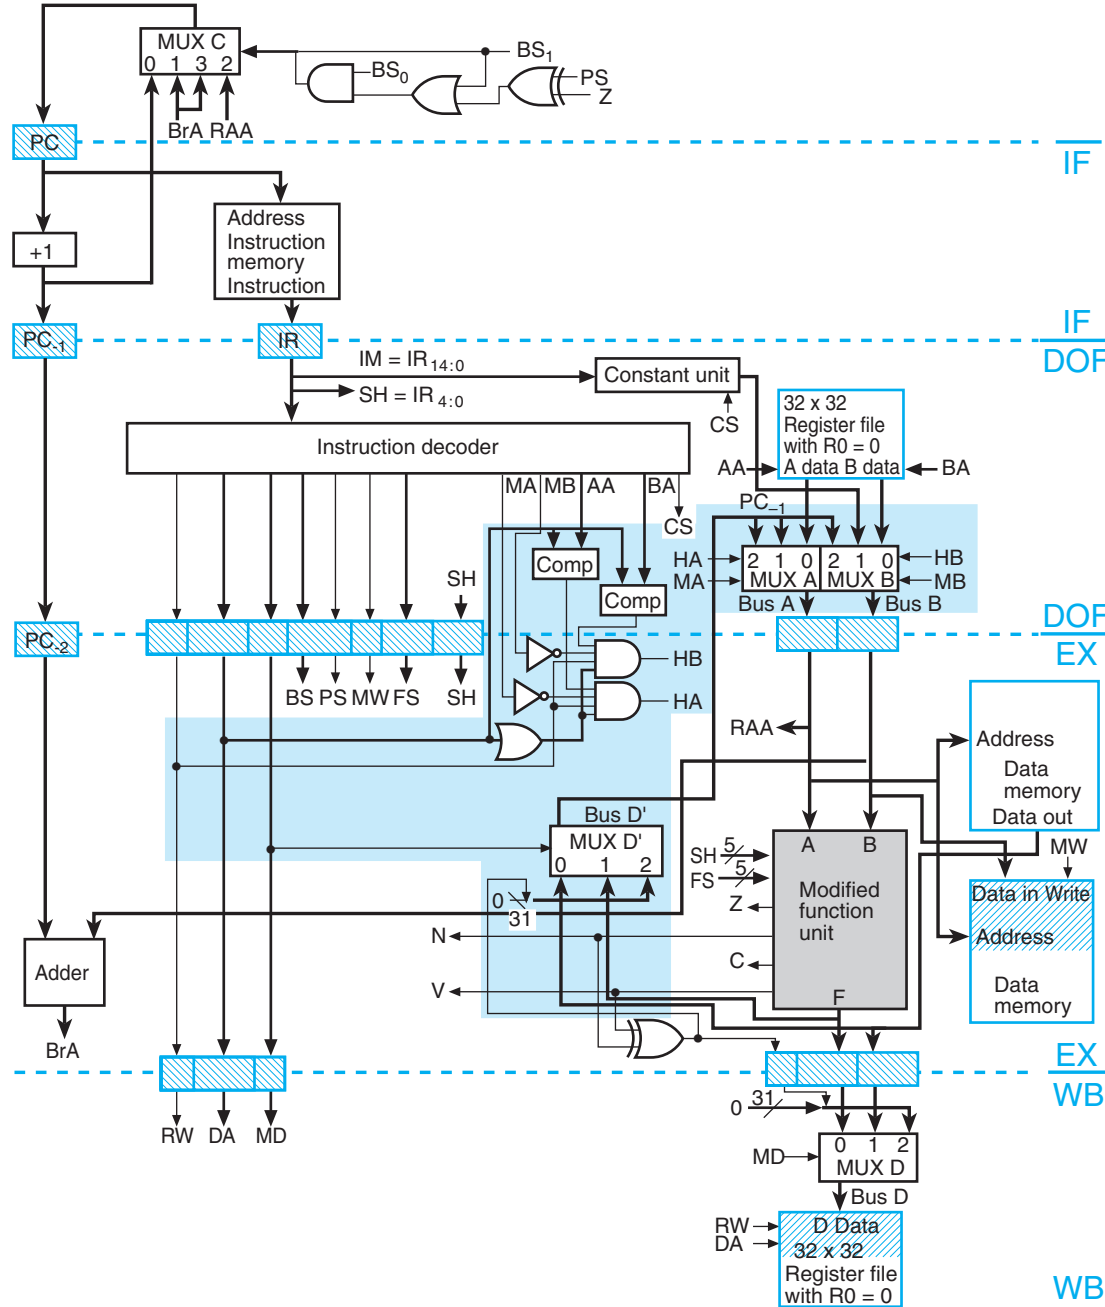 MUX C
0 1 3 2
BS1
BS0
PS
Z
BrA RAA
PC
IF
+1
Address
Instruction
memory
Instruction
PC-1
IR
IF
DOF
IM = IR14:0
SH = IR4:0
Constant unit
CS
32 x 32
Register file
with R0 = 0
A data B data
AA
BA
Instruction decoder
MA MB AA BA
CS
PC–1
Comp
Comp
HA
MA
2 1 0 2 1 0
MUX A MUX B
HB
MB
Bus A
Bus B
SH
DOF
EX
PC-2
BS PS MW FS SH
HB
HA
RAA
Address
Data
memory
Data out
MW
Bus D'
MUX D'
0 1 2
0
31
SH 5
FS 5
A B
Modified
function
unit
F
Z
N
C
V
Data in Write
Address
Data
memory
Adder
BrA
EX
WB
RW DA MD
0 31
0 1 2
MUX D
MD
Bus D
RW
DA
D Data
32 x 32
Register file
with R0 = 0
WB